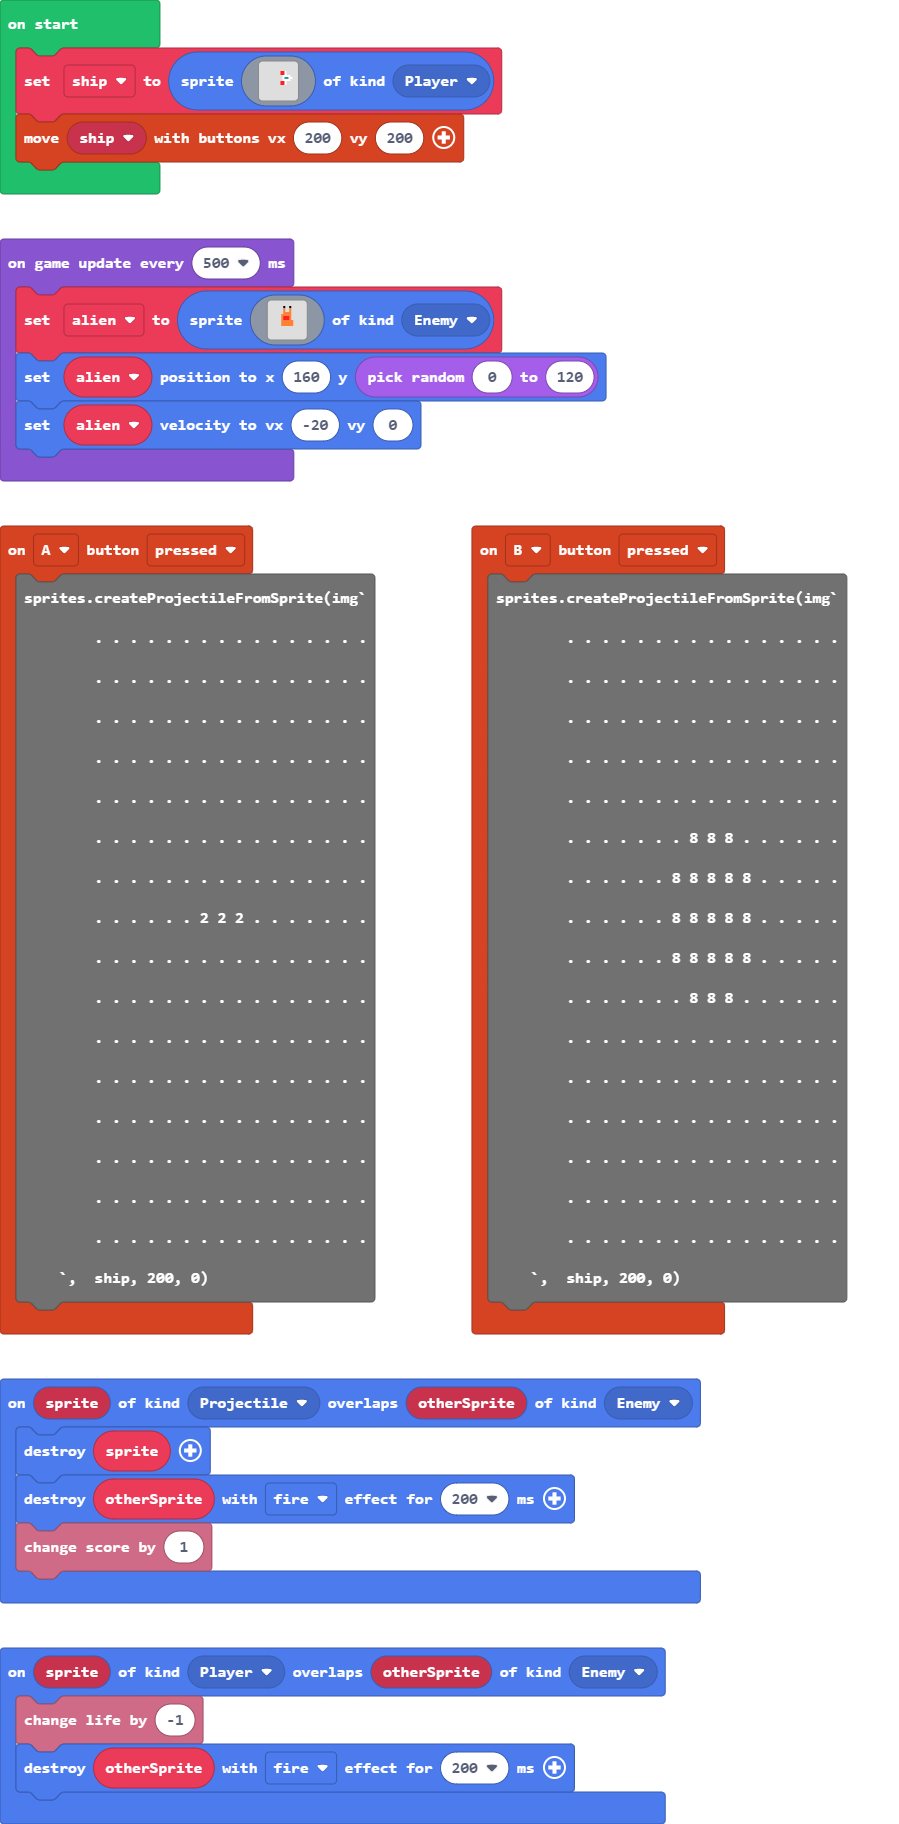 on start
set ship to sprite of kind Player
move ship with buttons vx 200 vy 200
on game update every 500 ms
set alien to sprite of kind Enemy
set alien position to x 160 y pick random 0 to 120
set alien velocity to vx -20 vy 0
on A button pressed
sprites.createProjectileFromSprite(img`
. . . . . . . . . . . . . . . .
. . . . . . . . . . . . . . . .
. . . . . . . . . . . . . . . .
. . . . . . . . . . . . . . . .
. . . . . . . . . . . . . . . .
. . . . . . . . . . . . . . . .
. . . . . . . . . . . . . . . .
. . . . . . 2 2 2 . . . . . . .
. . . . . . . . . . . . . . . .
. . . . . . . . . . . . . . . .
. . . . . . . . . . . . . . . .
. . . . . . . . . . . . . . . .
. . . . . . . . . . . . . . . .
. . . . . . . . . . . . . . . .
. . . . . . . . . . . . . . . .
. . . . . . . . . . . . . . . .
`, ship, 200, 0)
on B button pressed
sprites.createProjectileFromSprite(img`
. . . . . . . . . . . . . . . .
. . . . . . . . . . . . . . . .
. . . . . . . . . . . . . . . .
. . . . . . . . . . . . . . . .
. . . . . . . . . . . . . . . .
. . . . . . . 8 8 8 . . . . . .
. . . . . . 8 8 8 8 8 . . . . .
. . . . . . 8 8 8 8 8 . . . . .
. . . . . . 8 8 8 8 8 . . . . .
. . . . . . . 8 8 8 . . . . . .
. . . . . . . . . . . . . . . .
. . . . . . . . . . . . . . . .
. . . . . . . . . . . . . . . .
. . . . . . . . . . . . . . . .
. . . . . . . . . . . . . . . .
. . . . . . . . . . . . . . . .
`, ship, 200, 0)
on sprite of kind Projectile overlaps otherSprite of kind Enemy
destroy sprite
destroy otherSprite with fire effect for 200 ms
change score by 1
on sprite of kind Player overlaps otherSprite of kind Enemy
change life by -1
destroy otherSprite with fire effect for 200 ms